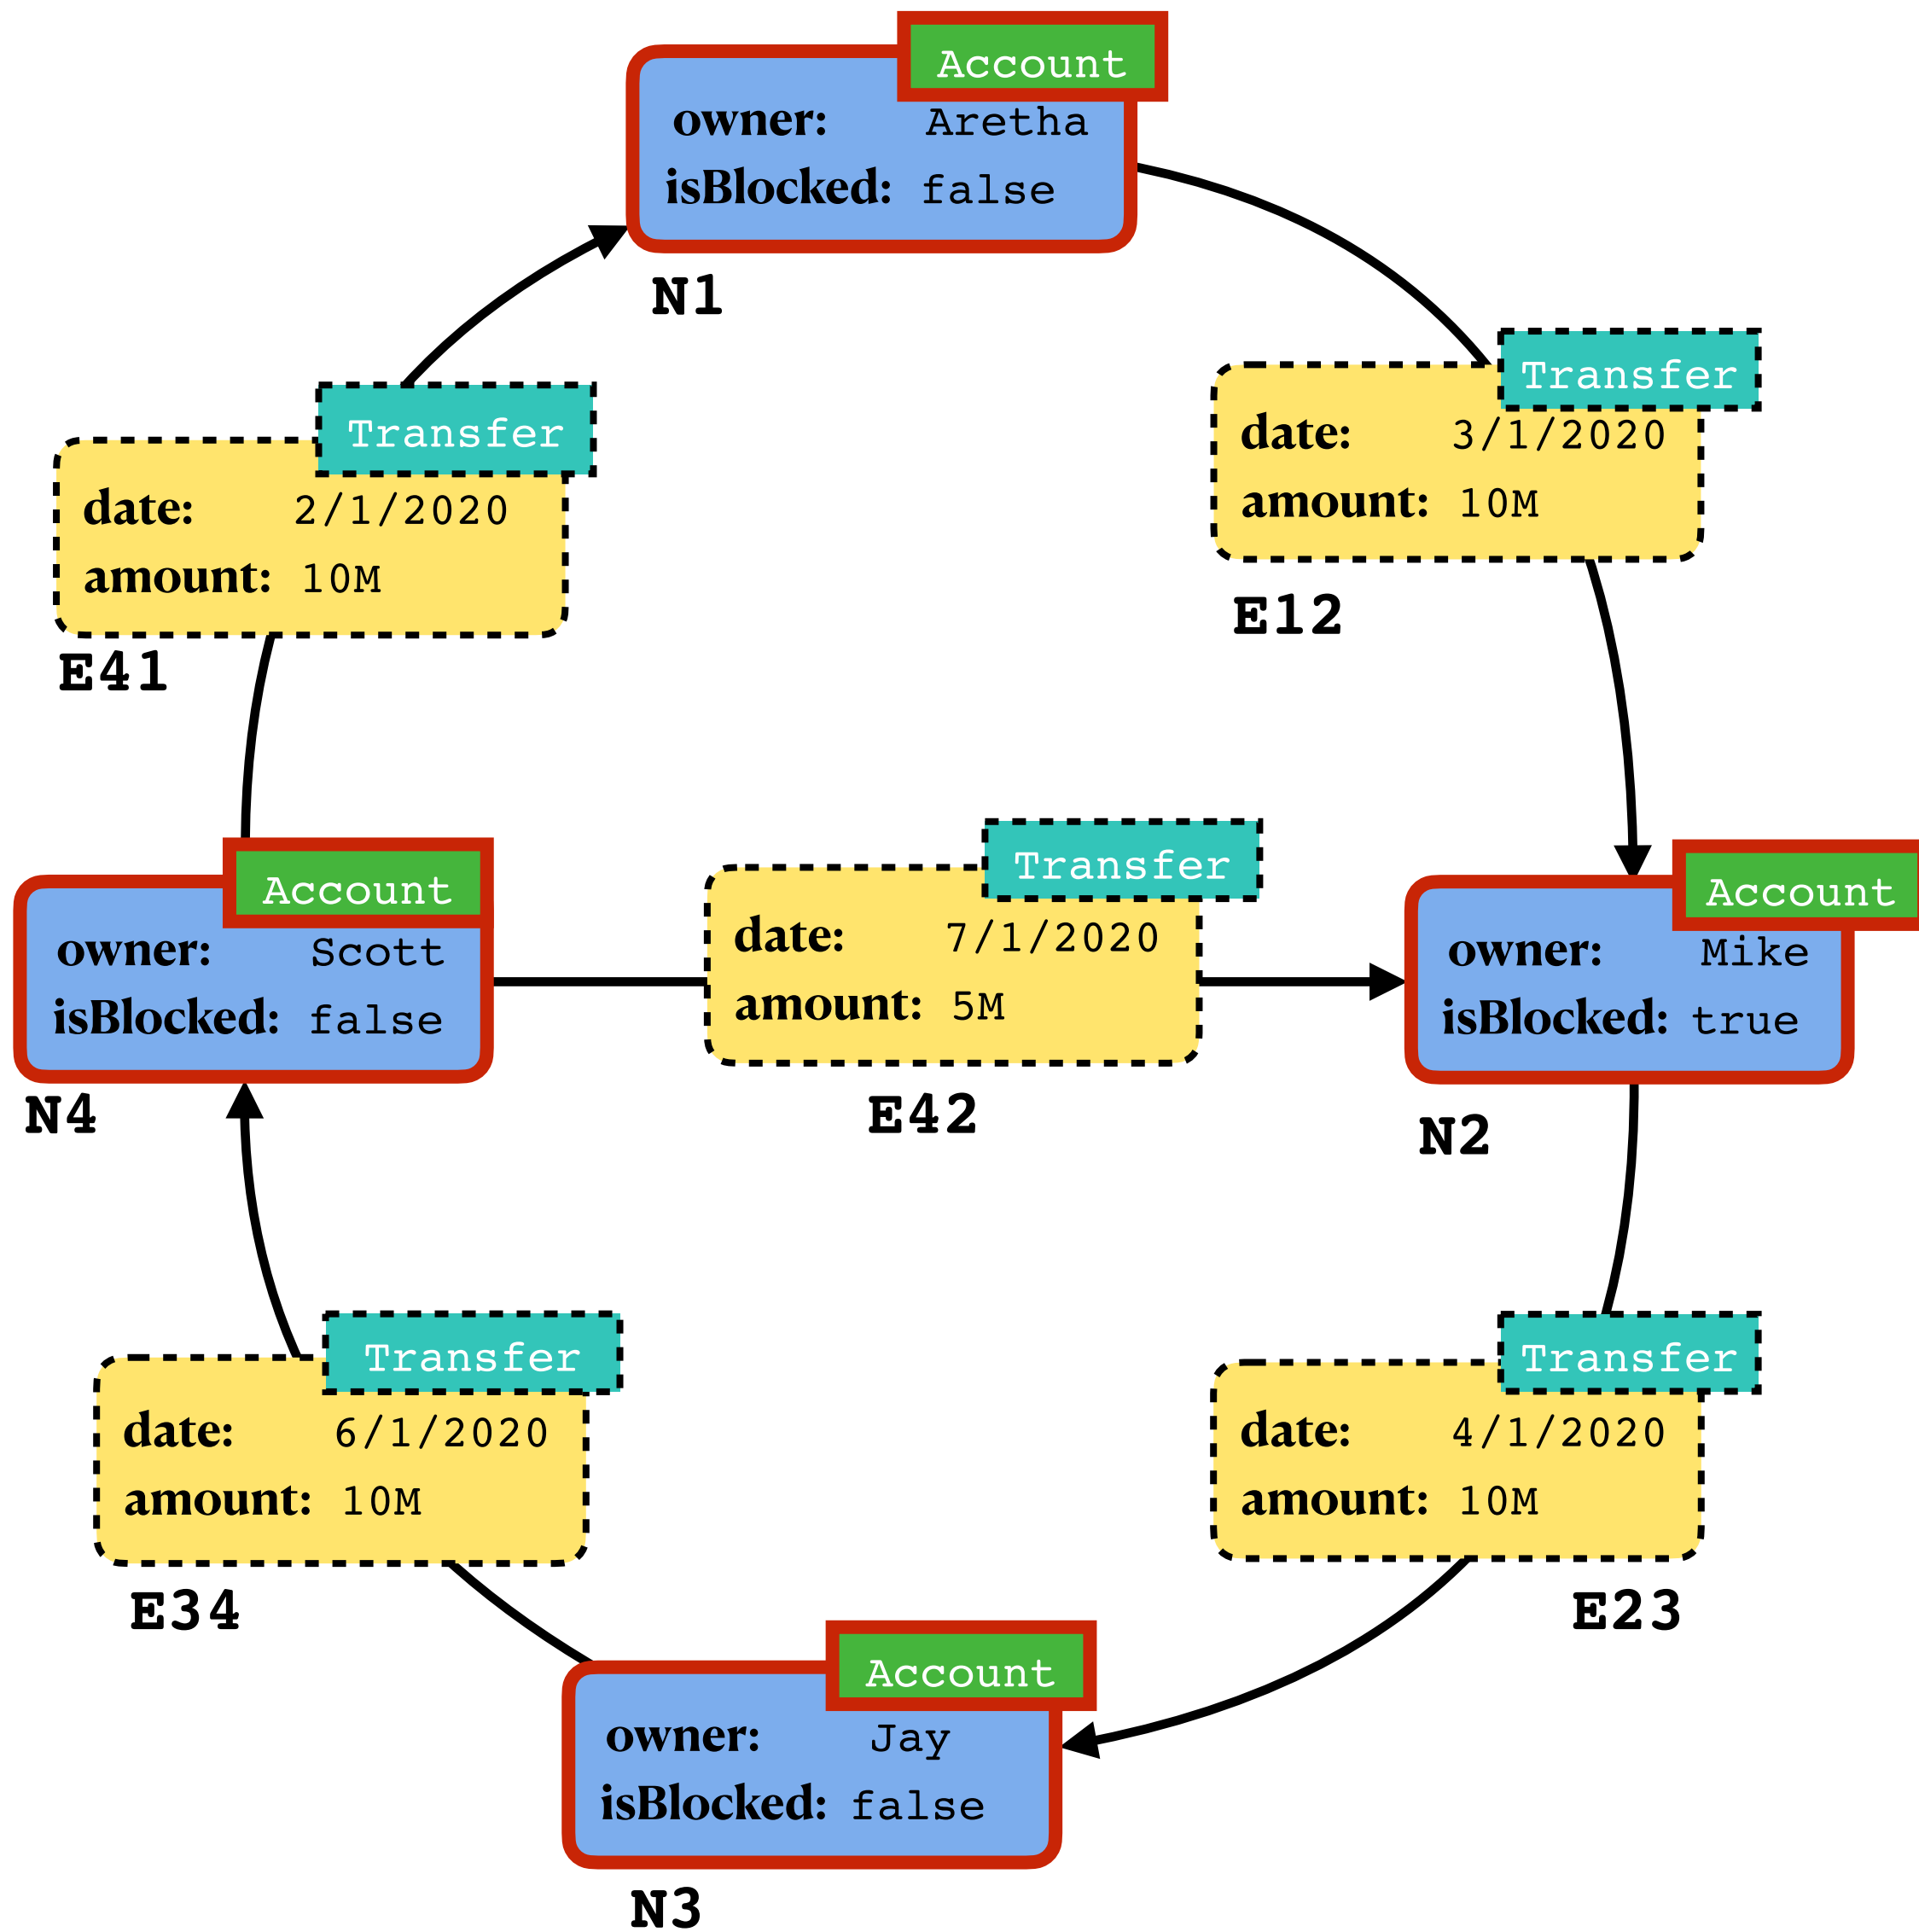 Account
owner: Aretha
isBlocked: false
N1
Transfer
date: 3/1/2020
amount: 10M
E12
Transfer
date: 2/1/2020
amount: 10M
E41
Account
owner: Scott
isBlocked: false
N4
Transfer
date: 7/1/2020
amount: 5M
E42
Account
owner: Mike
isBlocked: true
N2
Transfer
date: 6/1/2020
amount: 10M
E34
Transfer
date: 4/1/2020
amount: 10M
E23
Account
owner: Jay
isBlocked: false
N3